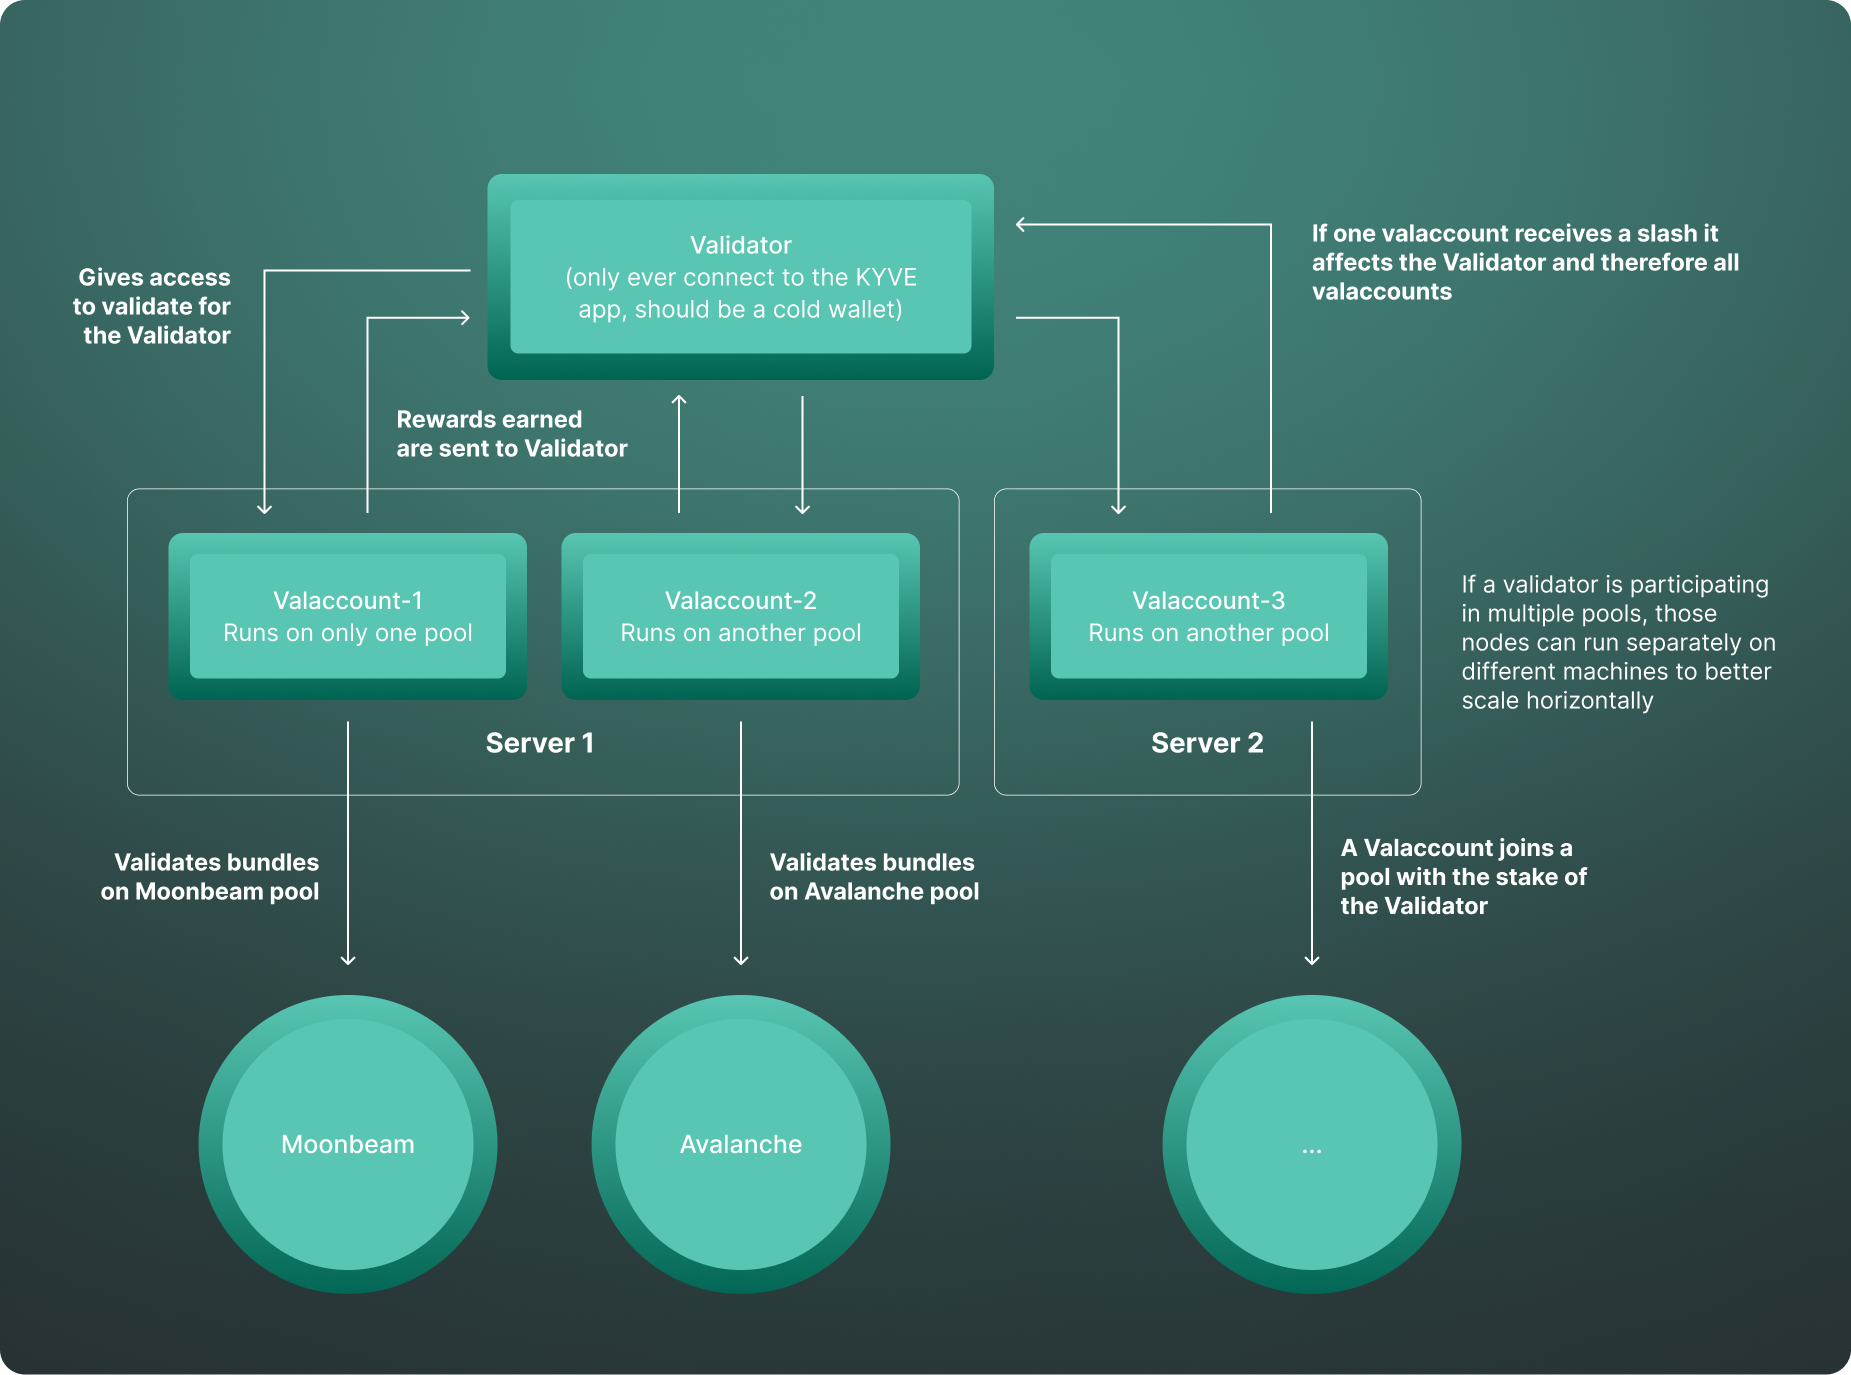 Validator
(only ever connect to the KYVE
app, should be a cold wallet)
If one valaccount receives a slash it
affects the Validator and therefore all
valaccounts
Gives access
to validate for
the Validator
Rewards earned
are sent to Validator
Valaccount-1
Runs on only one pool
Valaccount-2
Runs on another pool
Valaccount-3
Runs on another pool
If a validator is participating
in multiple pools, those
nodes can run separately on
different machines to better
scale horizontally
Server 1
Server 2
Validates bundles
on Moonbeam pool
Validates bundles
on Avalanche pool
A Valaccount joins a
pool with the stake of
the Validator
Moonbeam
Avalanche
...